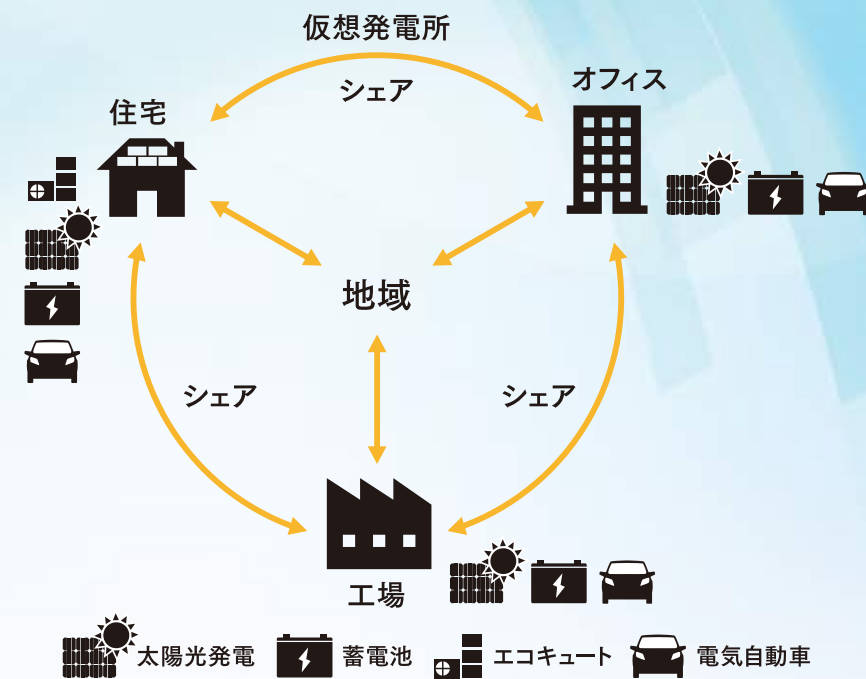 仮想発電所
シェア
オフィス
住宅
地域
シェア
シェア
工場
太陽光発電
蓄電池
エコキュート
電気自動車